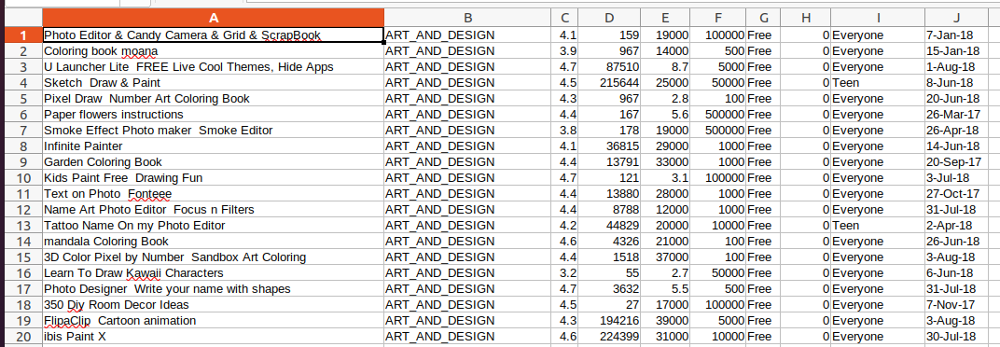 A B C D E F G H I J
1 Photo Editor & Candy Camera & Grid & ScrapBook ART_AND_DESIGN 4.1 159 19000 100000 Free 0 Everyone 7-Jan-18
2 Coloring book moana ART_AND_DESIGN 3.9 967 14000 500 Free 0 Everyone 15-Jan-18
3 U Launcher Lite  FREE Live Cool Themes, Hide Apps ART_AND_DESIGN 4.7 87510 8.7 5000 Free 0 Everyone 1-Aug-18
4 Sketch  Draw & Paint ART_AND_DESIGN 4.5 215644 25000 50000 Free 0 Teen 8-Jun-18
5 Pixel Draw  Number Art Coloring Book ART_AND_DESIGN 4.3 967 2.8 100 Free 0 Everyone 20-Jun-18
6 Paper flowers instructions ART_AND_DESIGN 4.4 167 5.6 500000 Free 0 Everyone 26-Mar-17
7 Smoke Effect Photo maker  Smoke Editor ART_AND_DESIGN 3.8 178 19000 500000 Free 0 Everyone 26-Apr-18
8 Infinite Painter ART_AND_DESIGN 4.1 36815 29000 1000 Free 0 Everyone 14-Jun-18
9 Garden Coloring Book ART_AND_DESIGN 4.4 13791 33000 1000 Free 0 Everyone 20-Sep-17
10 Kids Paint Free  Drawing Fun ART_AND_DESIGN 4.7 121 3.1 100000 Free 0 Everyone 3-Jul-18
11 Text on Photo  Fonteee ART_AND_DESIGN 4.4 13880 28000 1000 Free 0 Everyone 27-Oct-17
12 Name Art Photo Editor  Focus n Filters ART_AND_DESIGN 4.4 8788 12000 1000 Free 0 Everyone 31-Jul-18
13 Tattoo Name On my Photo Editor ART_AND_DESIGN 4.2 44829 20000 10000 Free 0 Teen 2-Apr-18
14 mandala Coloring Book ART_AND_DESIGN 4.6 4326 21000 100 Free 0 Everyone 26-Jun-18
15 3D Color Pixel by Number  Sandbox Art Coloring ART_AND_DESIGN 4.4 1518 37000 100 Free 0 Everyone 3-Aug-18
16 Learn To Draw Kawaii Characters ART_AND_DESIGN 3.2 55 2.7 50000 Free 0 Everyone 6-Jun-18
17 Photo Designer  Write your name with shapes ART_AND_DESIGN 4.7 3632 5.5 500 Free 0 Everyone 31-Jul-18
18 350 Diy Room Decor Ideas ART_AND_DESIGN 4.5 27 17000 100000 Free 0 Everyone 7-Nov-17
19 FlipaClip  Cartoon animation ART_AND_DESIGN 4.3 194216 39000 5000 Free 0 Everyone 3-Aug-18
20 ibis Paint X ART_AND_DESIGN 4.6 224399 31000 10000 Free 0 Everyone 30-Jul-18